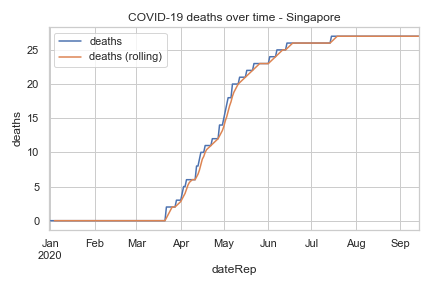 COVID-19 deaths over time - Singapore
deaths
deaths (rolling)
25
20
15
10
5
0
deaths
Jan Feb Mar Apr May Jun Jul Aug Sep
2020
dateRep